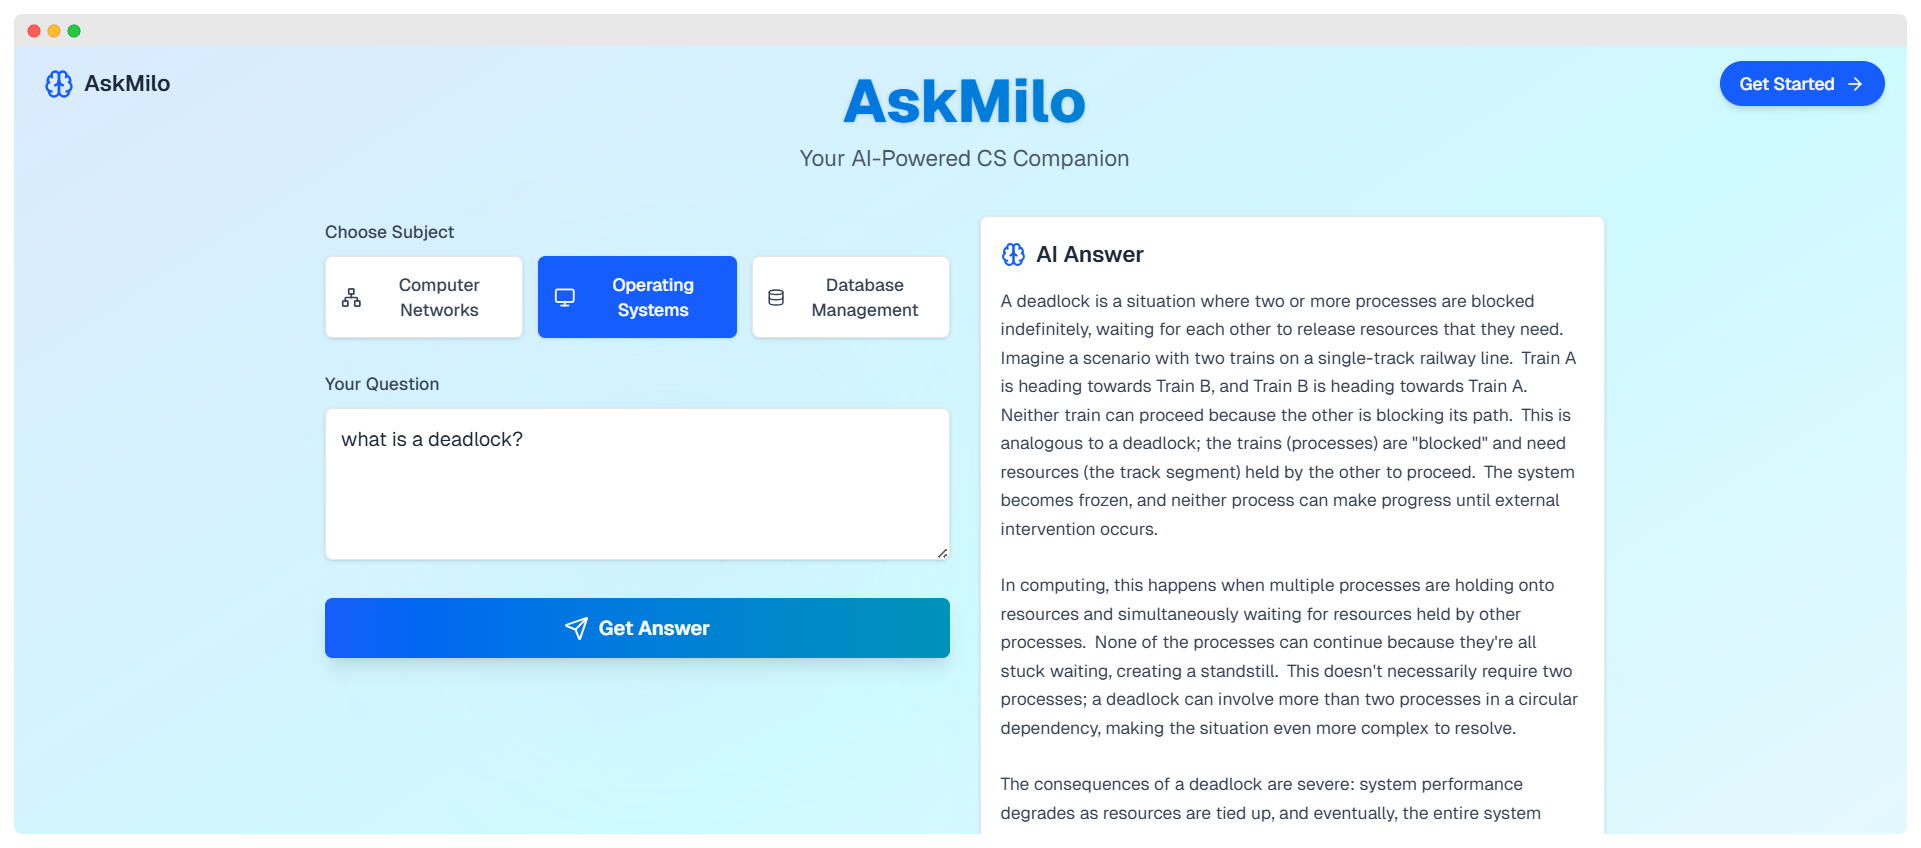 AskMilo
AskMilo
Get Started
Your AI-Powered CS Companion
Choose Subject
Computer
Networks
Operating
Systems
Database
Management
Your Question
what is a deadlock?
Get Answer
AI Answer
A deadlock is a situation where two or more processes are blocked
indefinitely, waiting for each other to release resources that they need.
Imagine a scenario with two trains on a single-track railway line.  Train A
is heading towards Train B, and Train B is heading towards Train A.
Neither train can proceed because the other is blocking its path.  This is
analogous to a deadlock; the trains (processes) are "blocked" and need
resources (the track segment) held by the other to proceed.  The system
becomes frozen, and neither process can make progress until external
intervention occurs.
In computing, this happens when multiple processes are holding onto
resources and simultaneously waiting for resources held by other
processes.  None of the processes can continue because they're all
stuck waiting, creating a standstill.  This doesn't necessarily require two
processes; a deadlock can involve more than two processes in a circular
dependency, making the situation even more complex to resolve.
The consequences of a deadlock are severe: system performance
degrades as resources are tied up, and eventually, the entire system